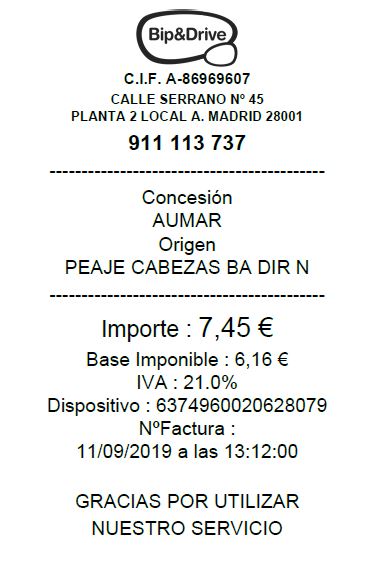 Bip&Drive
C.I.F. A-86969607
CALLE SERRANO Nº 45
PLANTA 2 LOCAL A. MADRID 28001
911 113 737
-------------------------------------------
Concesión
AUMAR
Origen
PEAJE CABEZAS BA DIR N
-------------------------------------------
Importe : 7,45 €
Base Imponible : 6,16 €
IVA : 21.0%
Dispositivo : 6374960020628079
NºFactura :
11/09/2019 a las 13:12:00
GRACIAS POR UTILIZAR
NUESTRO SERVICIO